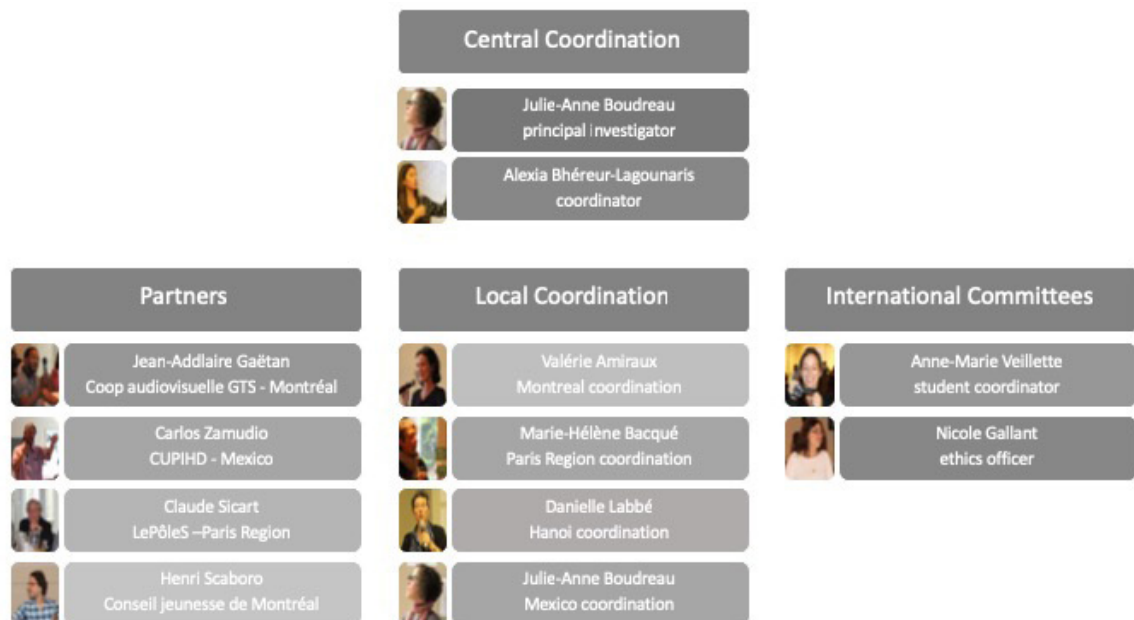 Central Coordination
Julie-Anne Boudreau
principal investigator
Alexia Bhéreur-Lagounaris
coordinator
Partners
Jean-Addlaire Gaëtan
Coop audiovisuelle GTS - Montréal
Carlos Zamudio
CUPIHD - Mexico
Claude Sicart
LePôleS –Paris Region
Henri Scaboro
Conseil jeunesse de Montréal
Local Coordination
Valérie Amiraux
Montreal coordination
Marie-Hélène Bacqué
Paris Region coordination
Danielle Labbé
Hanoi coordination
Julie-Anne Boudreau
Mexico coordination
International Committees
Anne-Marie Veillette
student coordinator
Nicole Gallant
ethics officer